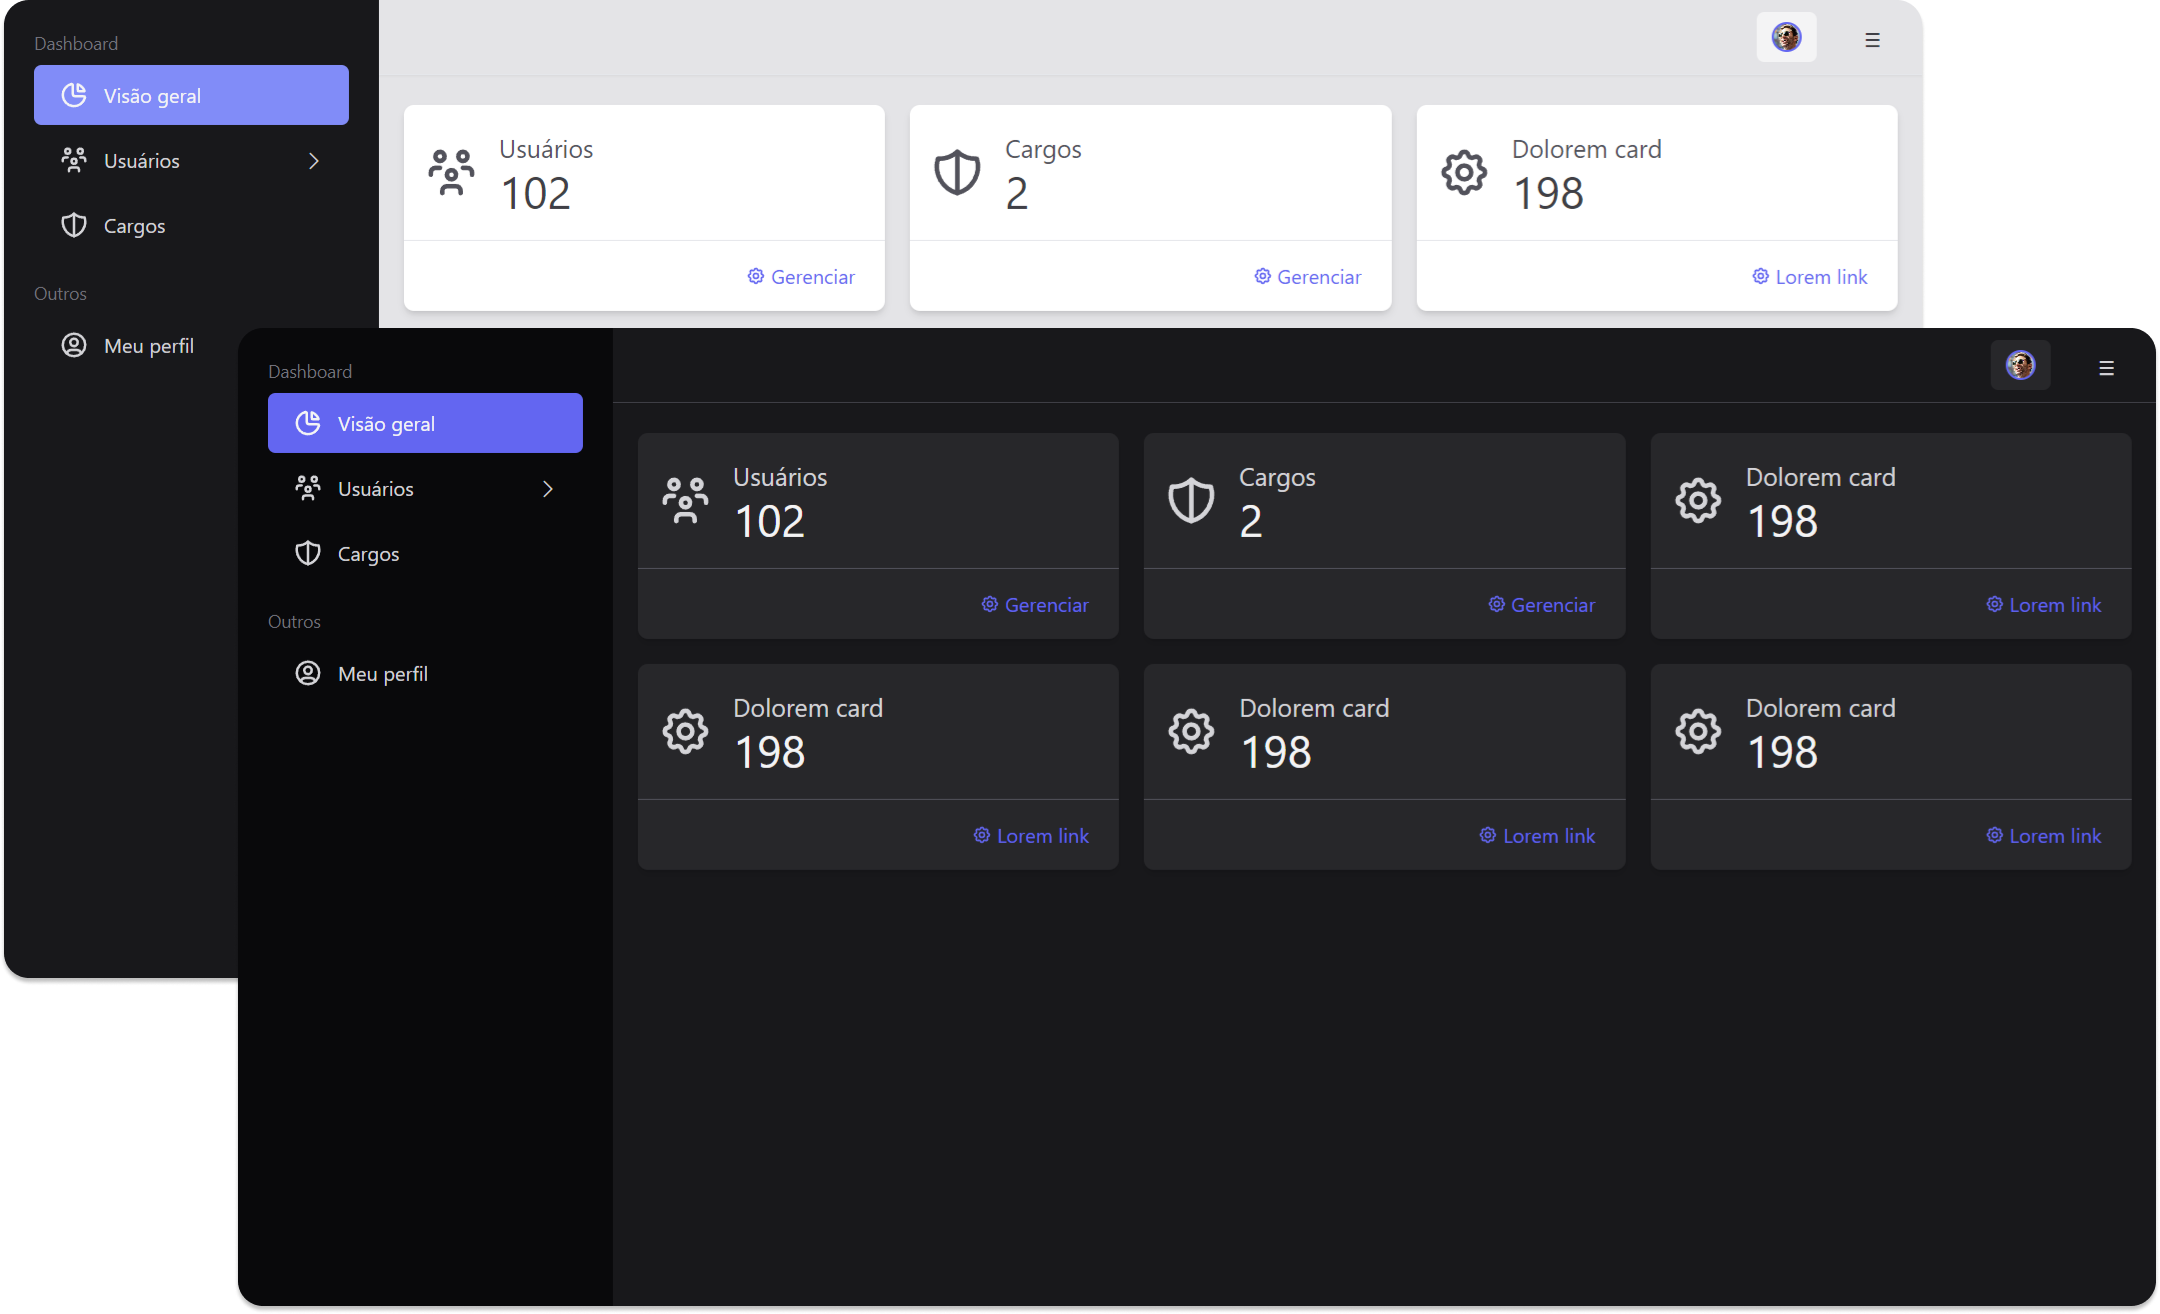 Dashboard
Visão geral
Usuários
Cargos
Outros
Meu perfil
Usuários
102
Gerenciar
Cargos
2
Gerenciar
Dolorem card
198
Lorem link
Dashboard
Visão geral
Usuários
Cargos
Outros
Meu perfil
Usuários
102
Gerenciar
Cargos
2
Gerenciar
Dolorem card
198
Lorem link
Dolorem card
198
Lorem link
Dolorem card
198
Lorem link
Dolorem card
198
Lorem link